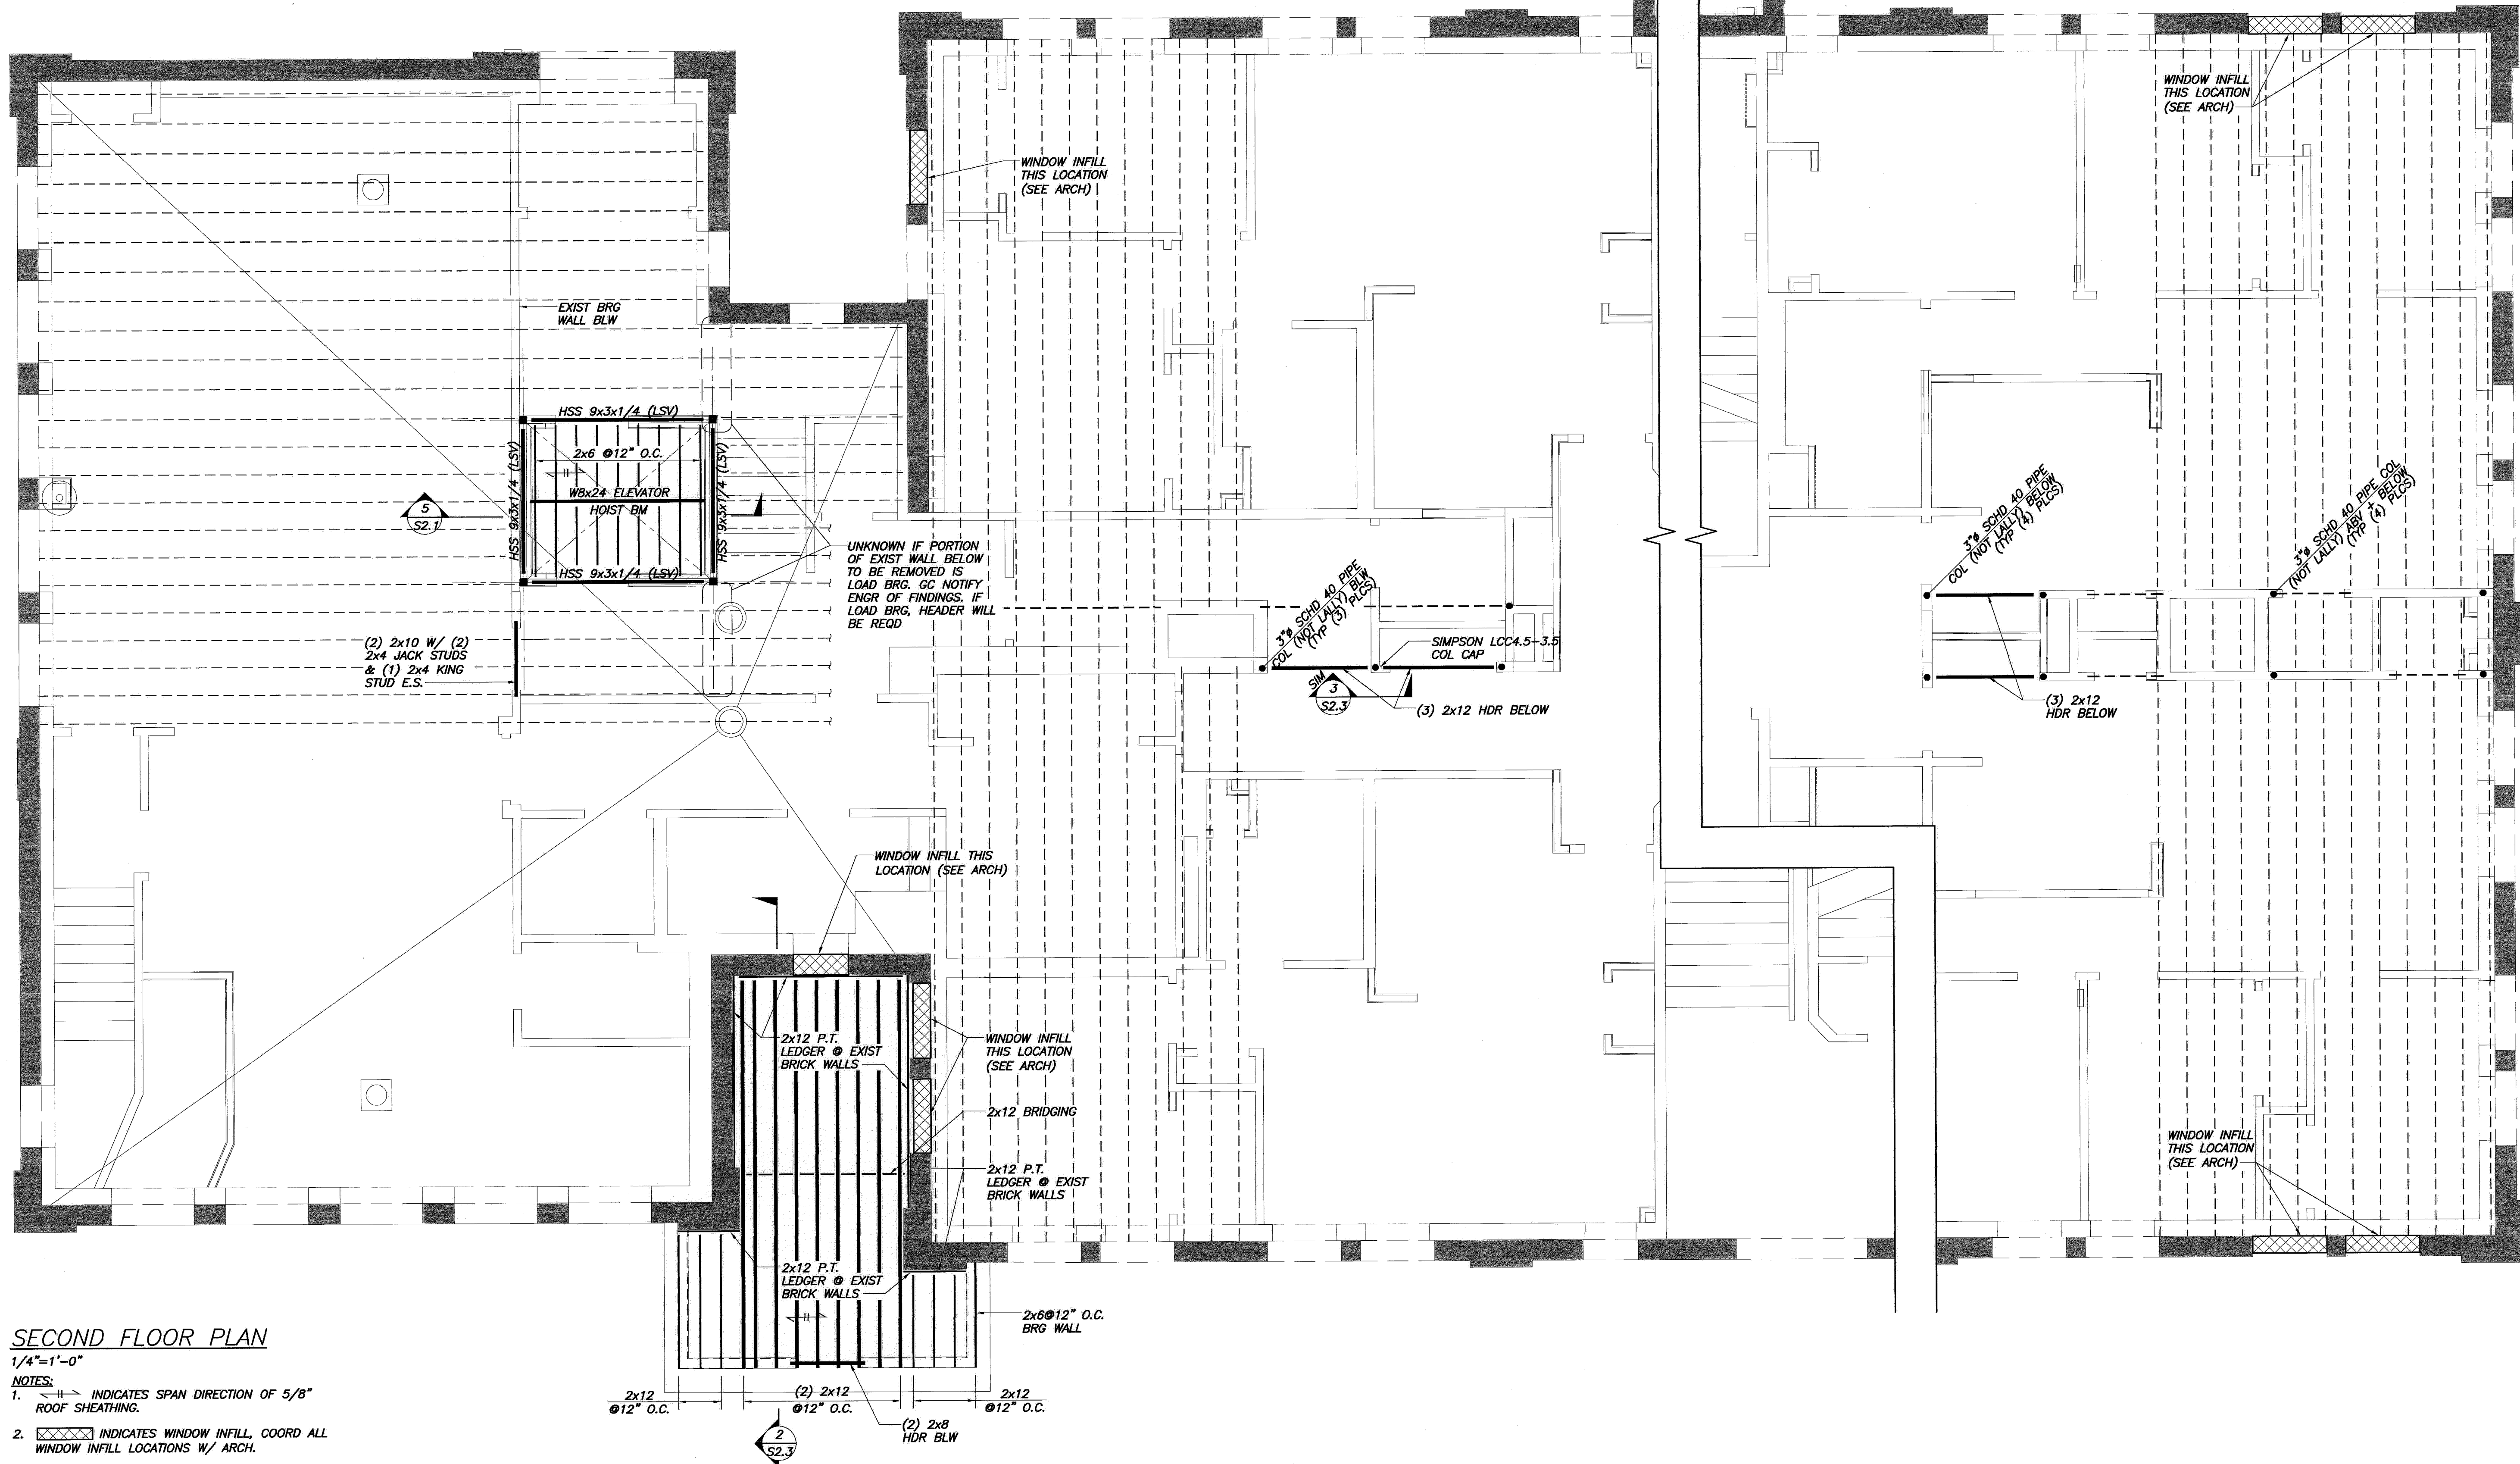 WINDOW INFILL
THIS LOCATION
(SEE ARCH)
WINDOW INFILL
THIS LOCATION
(SEE ARCH)
EXIST BRG
WALL BLW
HSS 9x3x1/4 (LSV)
HSS 9x3x1/4 (LSV)
2x6 @12" O.C.
W8x24 ELEVATOR
HOIST BM
HSS 9x3x1/4 (LSV)
HSS 9x3x1/4 (LSV)
5
S2.1
UNKNOWN IF PORTION
OF EXIST WALL BELOW
TO BE REMOVED IS
LOAD BRG. GC NOTIFY
ENGR OF FINDINGS. IF
LOAD BRG, HEADER WILL
BE REQD
(2) 2x10 W/ (2)
2x4 JACK STUDS
& (1) 2x4 KING
STUD E.S.
3"ø SCHD 40 PIPE
COL (NOT LALLY) BLW
(TYP (3) PLCS)
SIMPSON LCC4.5-3.5
COL CAP
SIM
3
S2.3
(3) 2x12 HDR BELOW
3"ø SCHD 40 PIPE
COL (NOT LALLY) BELOW
(TYP (4) PLCS)
3"ø SCHD 40 PIPE COL
(NOT LALLY) ABV + BELOW
(TYP (4) PLCS)
(3) 2x12
HDR BELOW
WINDOW INFILL THIS
LOCATION (SEE ARCH)
2x12 P.T.
LEDGER @ EXIST
BRICK WALLS
WINDOW INFILL
THIS LOCATION
(SEE ARCH)
2x12 BRIDGING
2x12 P.T.
LEDGER @ EXIST
BRICK WALLS
WINDOW INFILL
THIS LOCATION
(SEE ARCH)
2x12 P.T.
LEDGER @ EXIST
BRICK WALLS
2x6@12" O.C.
BRG WALL
2x12
@12" O.C.
(2) 2x12
@12" O.C.
2x12
@12" O.C.
(2) 2x8
HDR BLW
2
S2.3
SECOND FLOOR PLAN
1/4"=1'-0"
NOTES:
1. INDICATES SPAN DIRECTION OF 5/8"
ROOF SHEATHING.
2. INDICATES WINDOW INFILL, COORD ALL
WINDOW INFILL LOCATIONS W/ ARCH.